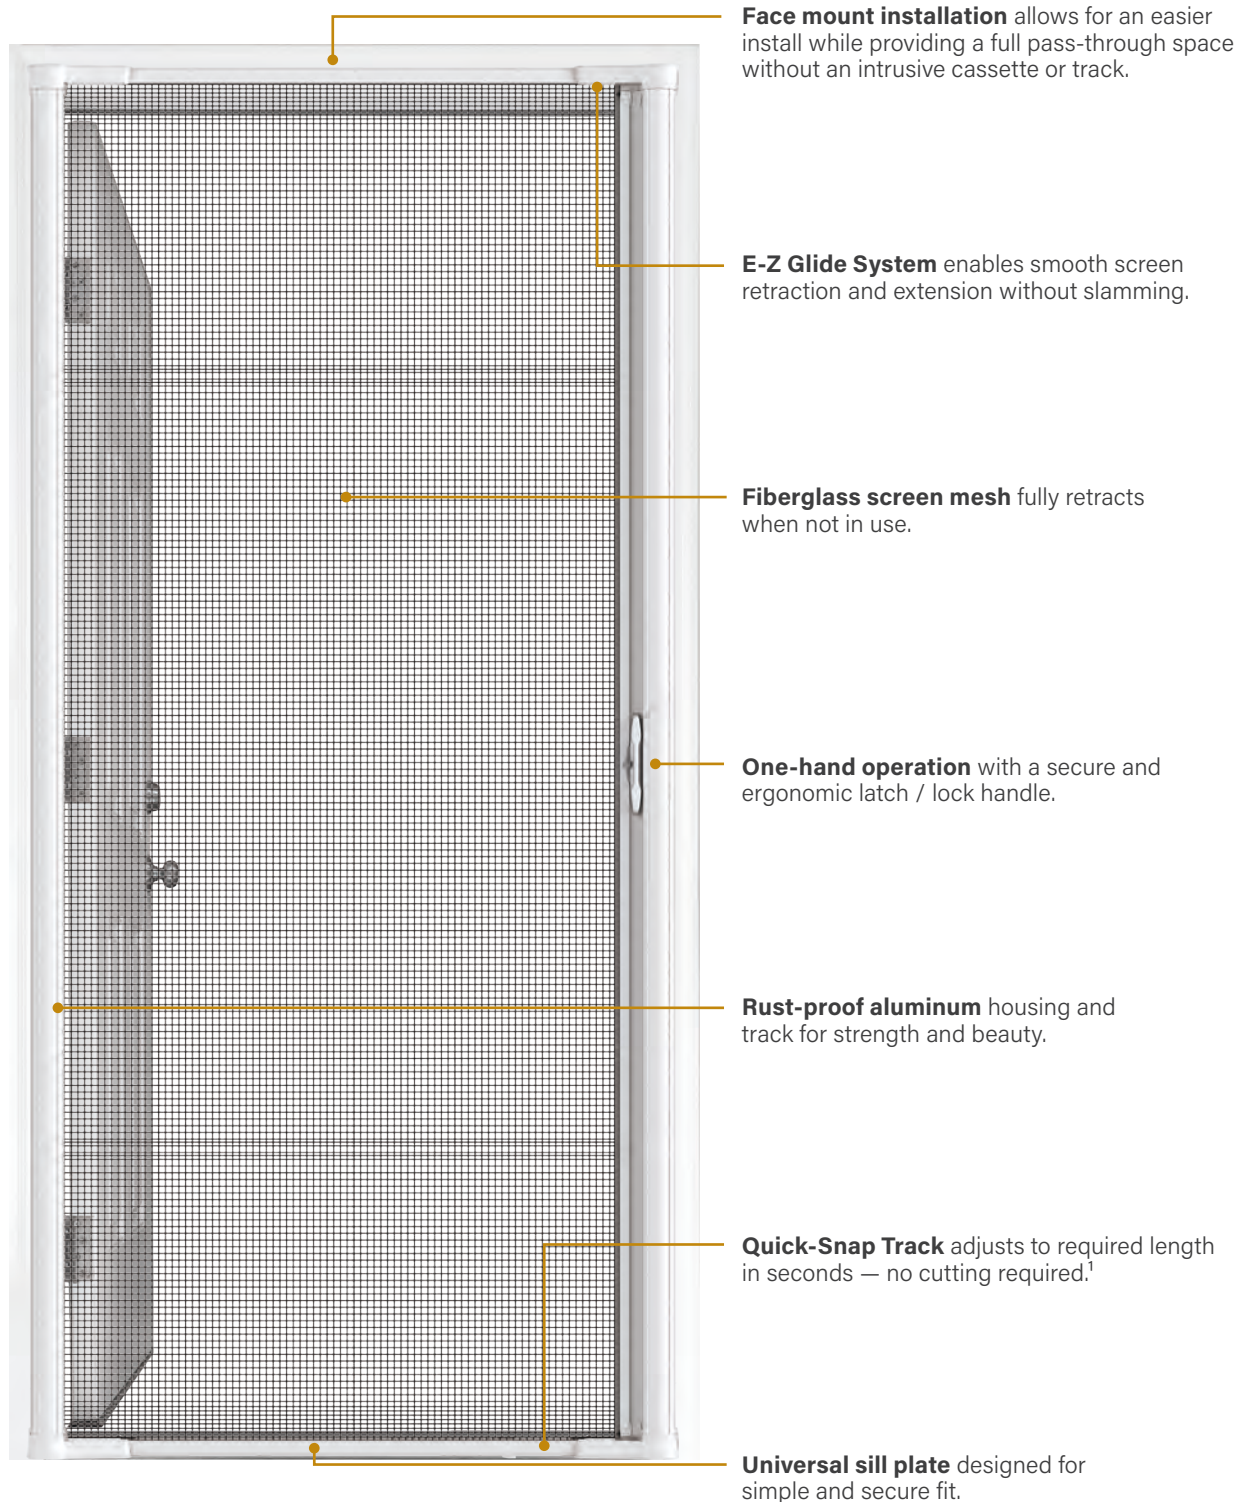 Face mount installation allows for an easier
install while providing a full pass-through space
without an intrusive cassette or track.
E-Z Glide System enables smooth screen
retraction and extension without slamming.
Fiberglass screen mesh fully retracts
when not in use.
One-hand operation with a secure and
ergonomic latch / lock handle.
Rust-proof aluminum housing and
track for strength and beauty.
Quick-Snap Track adjusts to required length
in seconds — no cutting required.¹
Universal sill plate designed for
simple and secure fit.